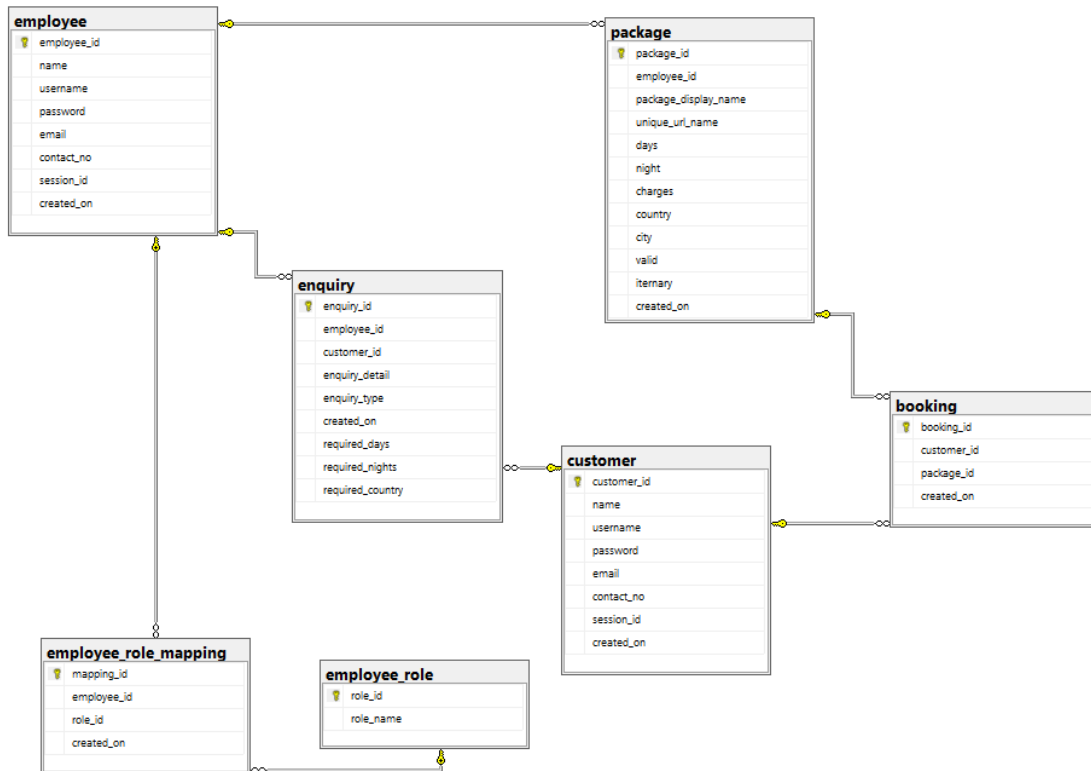 employee
employee_id
name
username
password
email
contact_no
session_id
created_on
package
package_id
employee_id
package_display_name
unique_url_name
days
night
charges
country
city
valid
iternary
created_on
enquiry
enquiry_id
employee_id
customer_id
enquiry_detail
enquiry_type
created_on
required_days
required_nights
required_country
booking
booking_id
customer_id
package_id
created_on
customer
customer_id
name
username
password
email
contact_no
session_id
created_on
employee_role_mapping
mapping_id
employee_id
role_id
created_on
employee_role
role_id
role_name